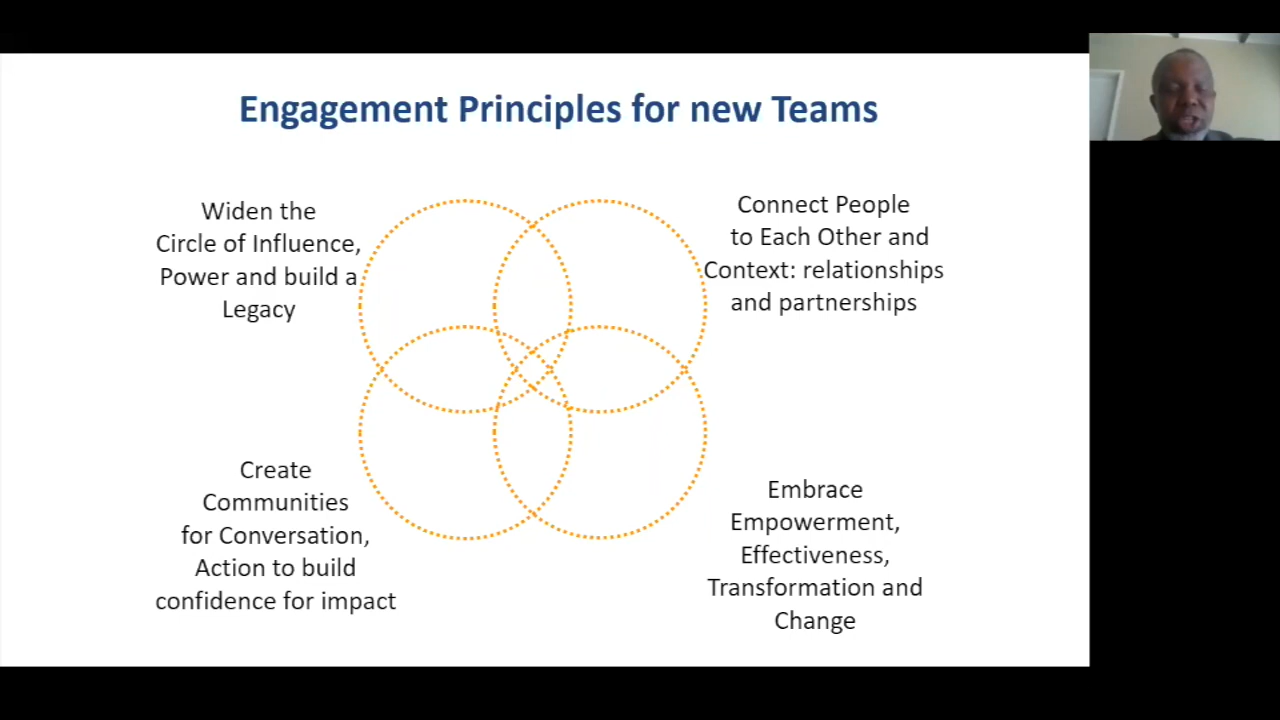 Engagement Principles for new Teams
Widen the
Circle of Influence,
Power and build a
Legacy
Connect People
to Each Other and
Context: relationships
and partnerships
Create
Communities
for Conversation,
Action to build
confidence for impact
Embrace
Empowerment,
Effectiveness,
Transformation and
Change